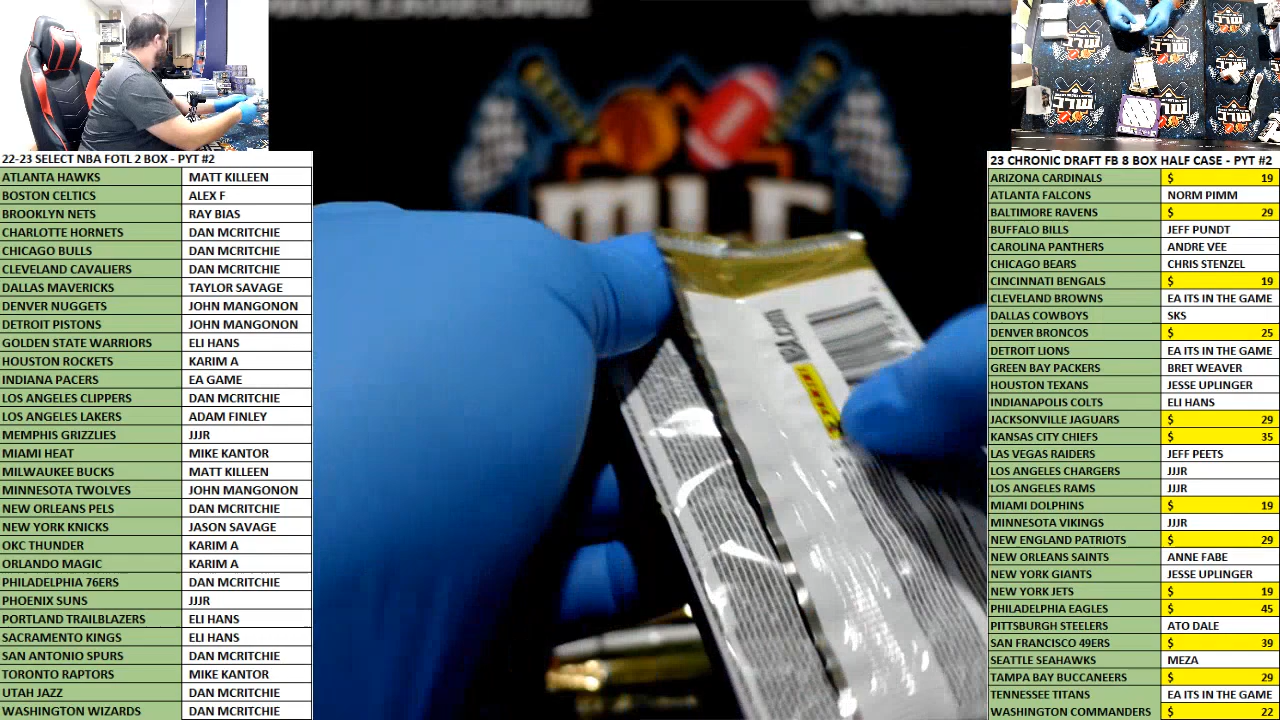 22-23 SELECT NBA FOTL 2 BOX - PYT #2
ATLANTA HAWKS MATT KILLEEN
BOSTON CELTICS ALEX F
BROOKLYN NETS RAY BIAS
CHARLOTTE HORNETS DAN MCRITCHIE
CHICAGO BULLS DAN MCRITCHIE
CLEVELAND CAVALIERS DAN MCRITCHIE
DALLAS MAVERICKS TAYLOR SAVAGE
DENVER NUGGETS JOHN MANGONON
DETROIT PISTONS JOHN MANGONON
GOLDEN STATE WARRIORS ELI HANS
HOUSTON ROCKETS KARIM A
INDIANA PACERS EA GAME
LOS ANGELES CLIPPERS DAN MCRITCHIE
LOS ANGELES LAKERS ADAM FINLEY
MEMPHIS GRIZZLIES JJJR
MIAMI HEAT MIKE KANTOR
MILWAUKEE BUCKS MATT KILLEEN
MINNESOTA TWOLVES JOHN MANGONON
NEW ORLEANS PELS DAN MCRITCHIE
NEW YORK KNICKS JASON SAVAGE
OKC THUNDER KARIM A
ORLANDO MAGIC KARIM A
PHILADELPHIA 76ERS DAN MCRITCHIE
PHOENIX SUNS JJJR
PORTLAND TRAILBLAZERS ELI HANS
SACRAMENTO KINGS ELI HANS
SAN ANTONIO SPURS DAN MCRITCHIE
TORONTO RAPTORS MIKE KANTOR
UTAH JAZZ DAN MCRITCHIE
WASHINGTON WIZARDS DAN MCRITCHIE
23 CHRONIC DRAFT FB 8 BOX HALF CASE - PYT #2
ARIZONA CARDINALS $ 19
ATLANTA FALCONS NORM PIMM
BALTIMORE RAVENS $ 29
BUFFALO BILLS JEFF PUNDT
CAROLINA PANTHERS ANDRE VEE
CHICAGO BEARS CHRIS STENZEL
CINCINNATI BENGALS $ 19
CLEVELAND BROWNS EA ITS IN THE GAME
DALLAS COWBOYS SKS
DENVER BRONCOS $ 25
DETROIT LIONS EA ITS IN THE GAME
GREEN BAY PACKERS BRET WEAVER
HOUSTON TEXANS JESSE UPLINGER
INDIANAPOLIS COLTS ELI HANS
JACKSONVILLE JAGUARS $ 29
KANSAS CITY CHIEFS $ 35
LAS VEGAS RAIDERS JEFF PEETS
LOS ANGELES CHARGERS JJJR
LOS ANGELES RAMS JJJR
MIAMI DOLPHINS $ 19
MINNESOTA VIKINGS JJJR
NEW ENGLAND PATRIOTS $ 29
NEW ORLEANS SAINTS ANNE FABE
NEW YORK GIANTS JESSE UPLINGER
NEW YORK JETS $ 19
PHILADELPHIA EAGLES $ 45
PITTSBURGH STEELERS ATO DALE
SAN FRANCISCO 49ERS $ 39
SEATTLE SEAHAWKS MEZA
TAMPA BAY BUCCANEERS $ 29
TENNESSEE TITANS EA ITS IN THE GAME
WASHINGTON COMMANDERS $ 22